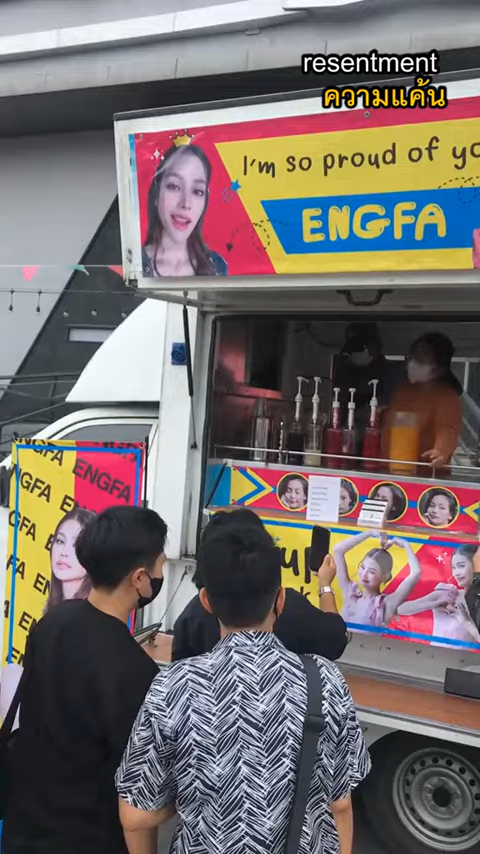 resentment
ความแค้น
I'm so proud of yo
ENGFA
ENGFA
ENGFA
ENGFA
ENGFA